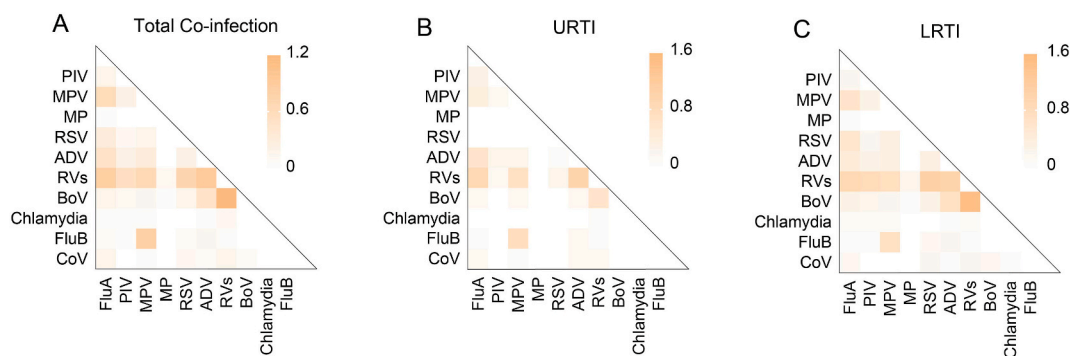 A
Total Co-infection
1.2
0.6
0
PIV
MPV
MP
RSV
ADV
RVs
BoV
Chlamydia
FluB
CoV
FluA
PIV
MPV
MP
RSV
ADV
RVs
BoV
Chlamydia
FluB
B
URTI
1.6
0.8
0
PIV
MPV
MP
RSV
ADV
RVs
BoV
Chlamydia
FluB
CoV
FluA
PIV
MPV
MP
RSV
ADV
RVs
BoV
Chlamydia
FluB
C
LRTI
1.6
0.8
0
PIV
MPV
MP
RSV
ADV
RVs
BoV
Chlamydia
FluB
CoV
FluA
PIV
MPV
MP
RSV
ADV
RVs
BoV
Chlamydia
FluB